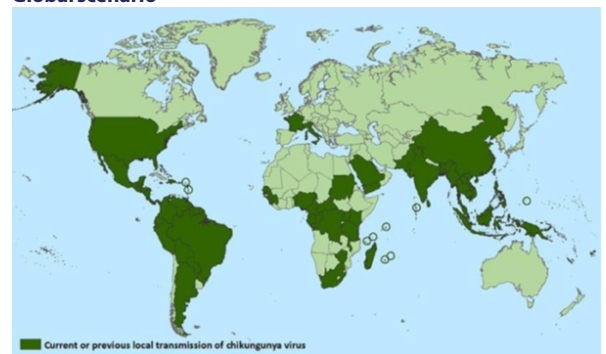 Global scenario
Current or previous local transmission of chikungunya virus